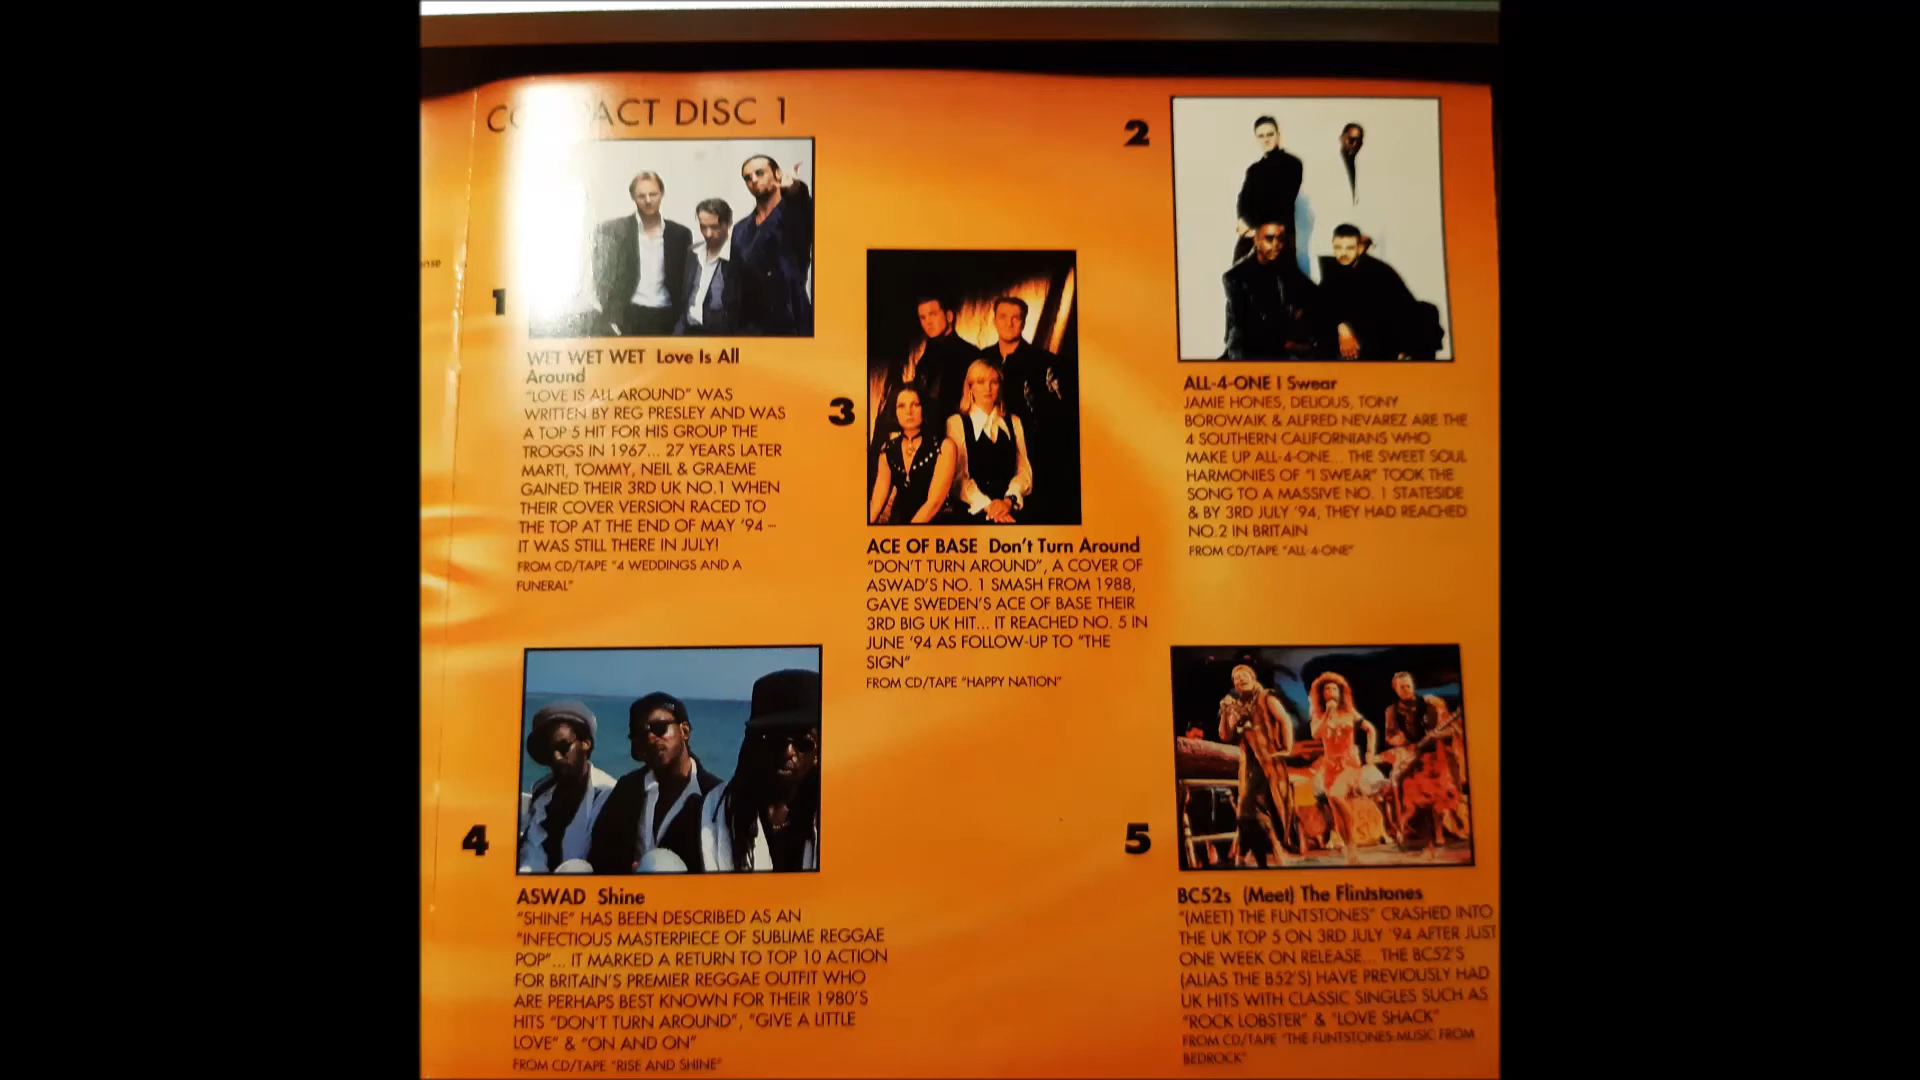 COMPACT DISC 1
1
WET WET WET Love Is All
Around
"LOVE IS ALL AROUND" WAS
WRITTEN BY REG PRESLEY AND WAS
A TOP 5 HIT FOR HIS GROUP THE
TROGGS IN 1967... 27 YEARS LATER
MARTI, TOMMY, NEIL & GRAEME
GAINED THEIR 3RD UK NO.1 WHEN
THEIR COVER VERSION RACED TO
THE TOP AT THE END OF MAY '94 –
IT WAS STILL THERE IN JULY!
FROM CD/TAPE "4 WEDDINGS AND A
FUNERAL"
2
ALL-4-ONE I Swear
JAMIE HONES, DELIOUS, TONY
BOROWAIK & ALFRED NEVAREZ ARE THE
4 SOUTHERN CALIFORNIANS WHO
MAKE UP ALL-4-ONE... THE SWEET SOUL
HARMONIES OF "I SWEAR" TOOK THE
SONG TO A MASSIVE NO. 1 STATESIDE
& BY 3RD JULY '94, THEY HAD REACHED
NO.2 IN BRITAIN
FROM CD/TAPE "ALL-4-ONE"
3
ACE OF BASE Don't Turn Around
"DON'T TURN AROUND", A COVER OF
ASWAD'S NO. 1 SMASH FROM 1988,
GAVE SWEDEN'S ACE OF BASE THEIR
3RD BIG UK HIT... IT REACHED NO. 5 IN
JUNE '94 AS FOLLOW-UP TO "THE
SIGN"
FROM CD/TAPE "HAPPY NATION"
4
ASWAD Shine
"SHINE" HAS BEEN DESCRIBED AS AN
"INFECTIOUS MASTERPIECE OF SUBLIME REGGAE
POP"... IT MARKED A RETURN TO TOP 10 ACTION
FOR BRITAIN'S PREMIER REGGAE OUTFIT WHO
ARE PERHAPS BEST KNOWN FOR THEIR 1980'S
HITS "DON'T TURN AROUND", "GIVE A LITTLE
LOVE" & "ON AND ON"
FROM CD/TAPE "RISE AND SHINE"
5
BC52s (Meet) The Flintstones
"(MEET) THE FLINTSTONES" CRASHED INTO
THE UK TOP 5 ON 3RD JULY '94 AFTER JUST
ONE WEEK ON RELEASE... THE BC52'S
(ALIAS THE B52'S) HAVE PREVIOUSLY HAD
UK HITS WITH CLASSIC SINGLES SUCH AS
"ROCK LOBSTER" & "LOVE SHACK"
FROM CD/TAPE "THE FLINTSTONES:MUSIC FROM
BEDROCK"